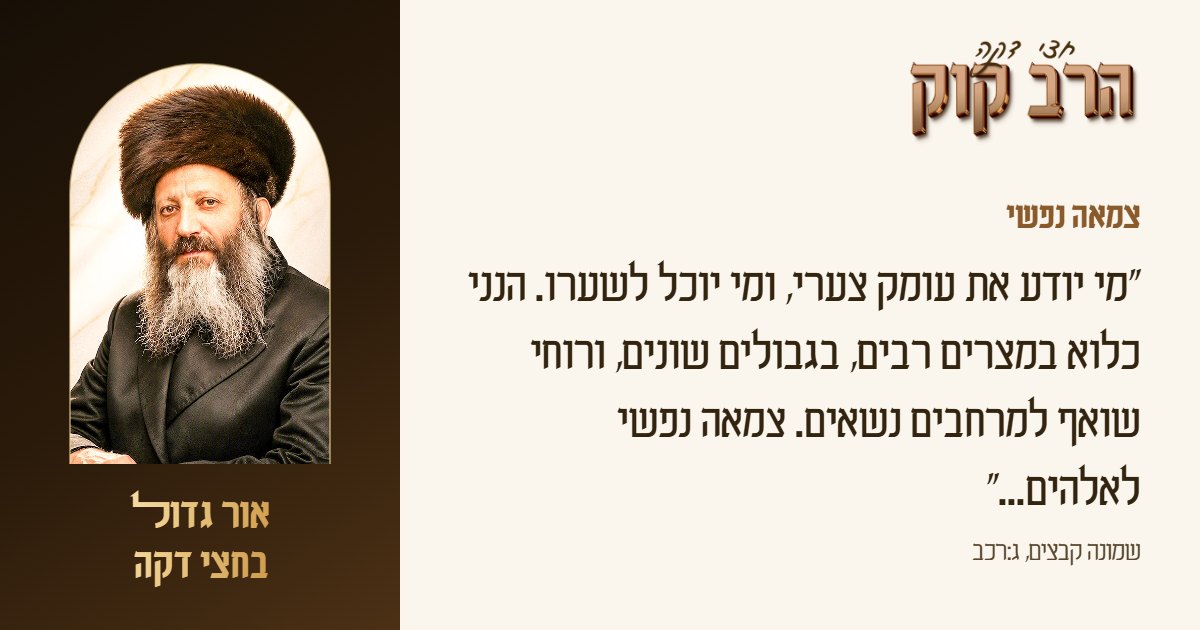 חצי דקה
הרב קוק
צמאה נפשי
"מי יודע את עומק צערי, ומי יוכל לשערו. הנני
כלוא במצרים רבים, בגבולים שונים, ורוחי
שואף למרחבים נשאים. צמאה נפשי
לאלהים..."
שמונה קבצים, ג:רכב
אור גדול
בחצי דקה